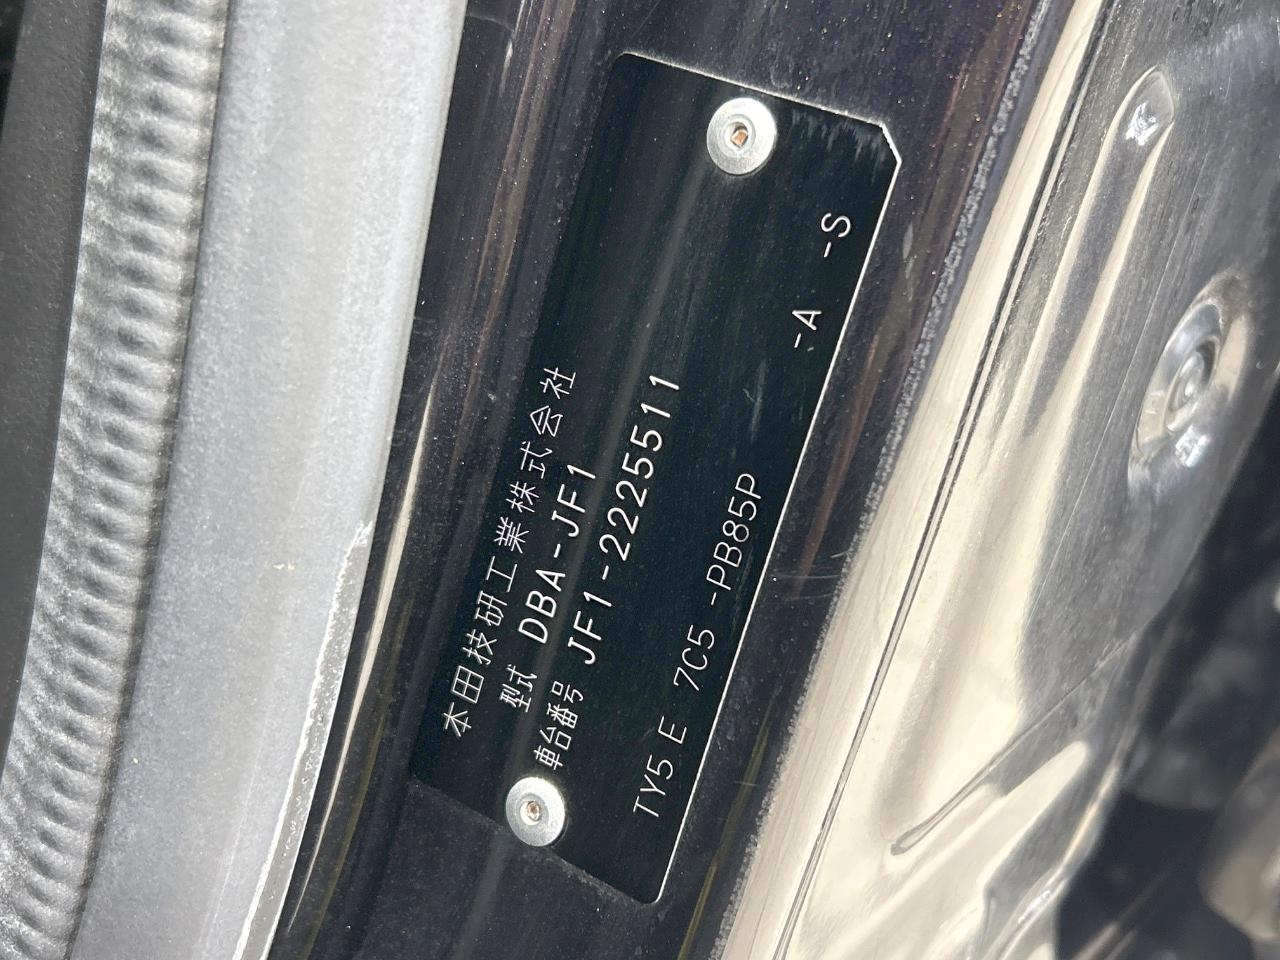 本田技研工業株式会社
型式 DBA-JF1
車台番号 JF1-2225511
TY5 E 7C5 -PB85P -A -S